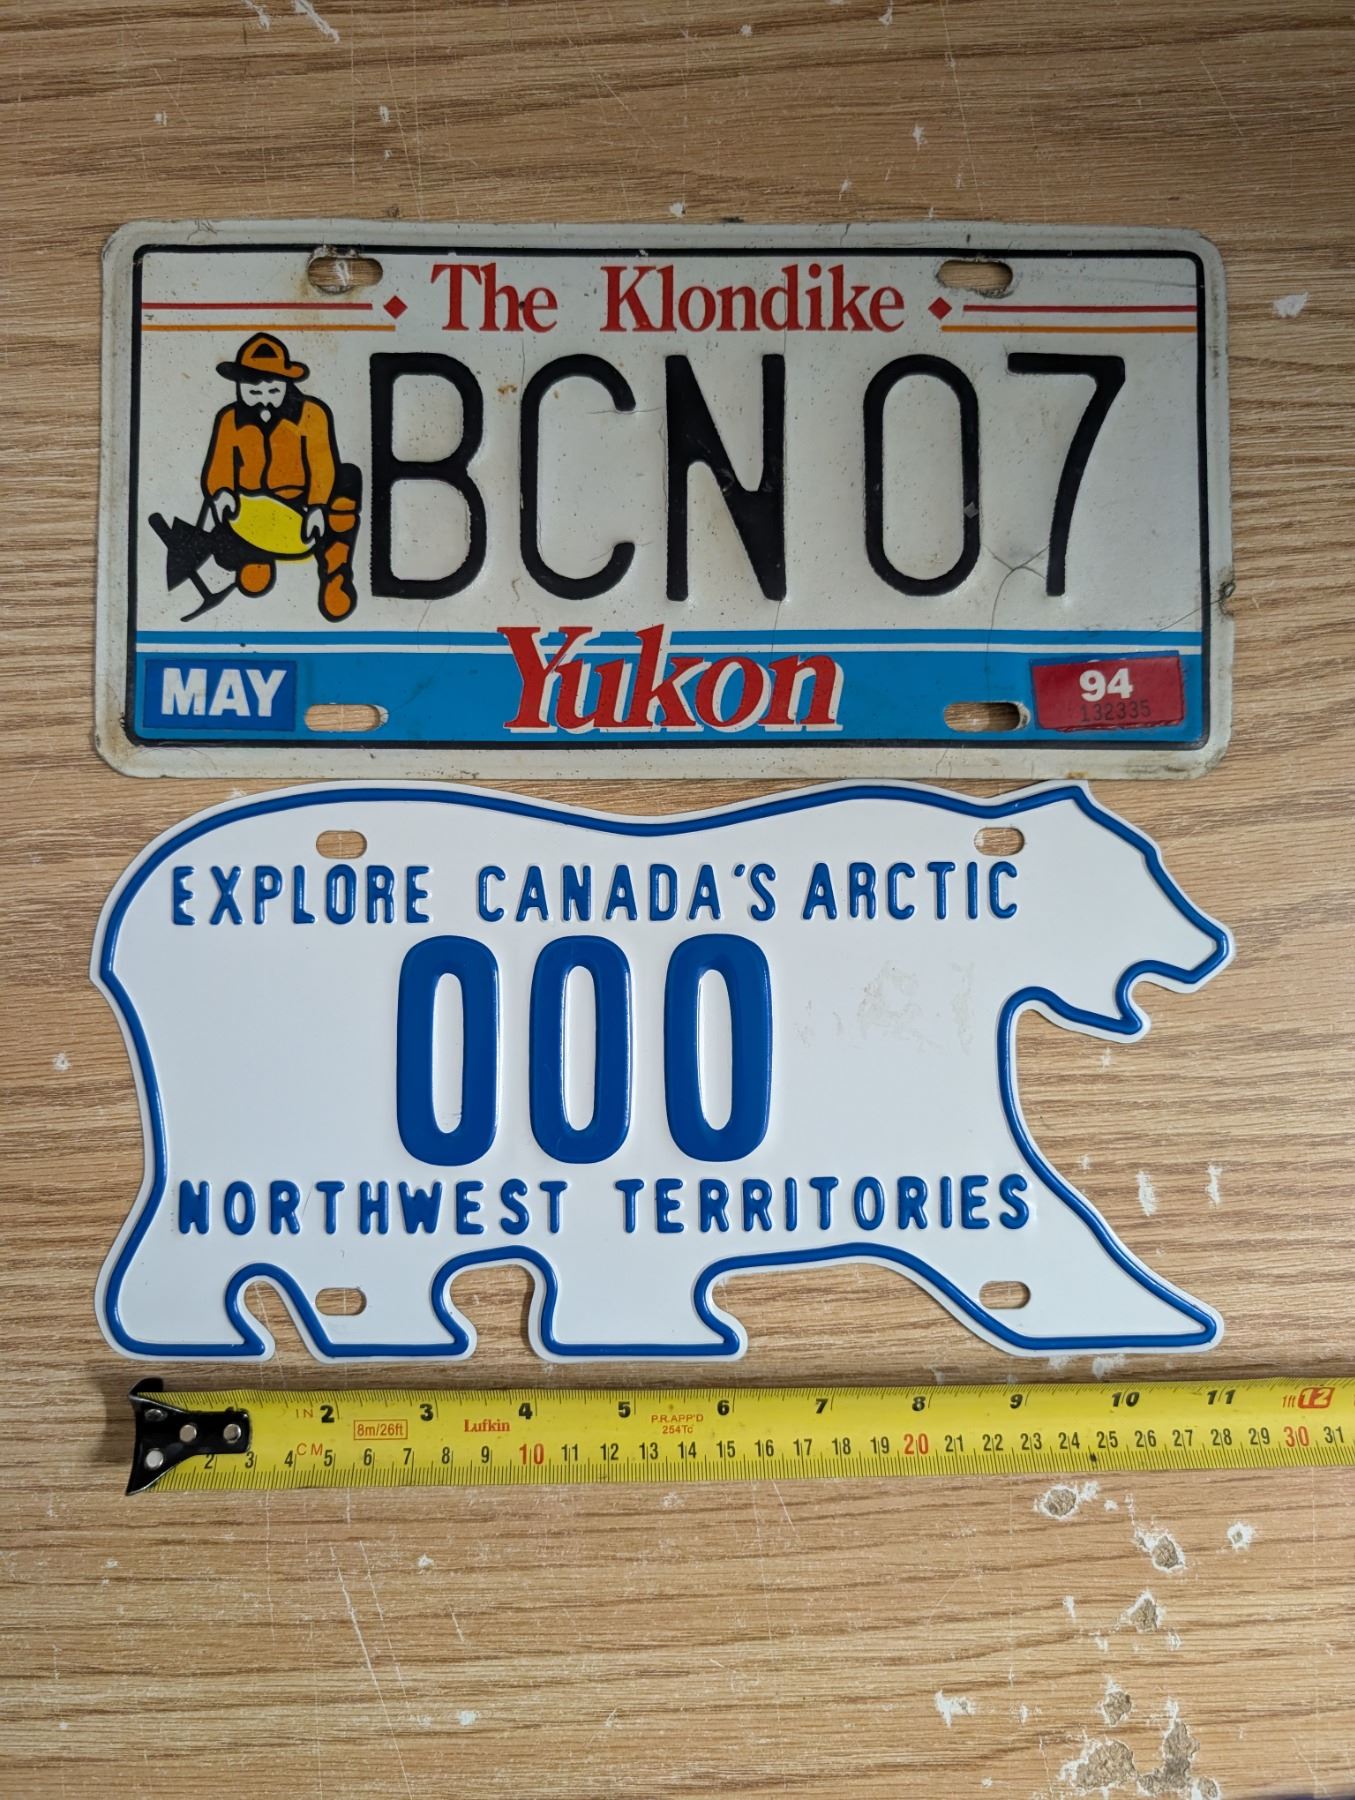 The Klondike
BCN 07
MAY Yukon 94
132335
EXPLORE CANADA'S ARCTIC
000
NORTHWEST TERRITORIES
IN 2 3 4 5 6 7 8 9 10 11 1ft 12
8m/26ft Lufkin P.R.APP'D
254Tc
CM 2 3 4 5 6 7 8 9 10 11 12 13 14 15 16 17 18 19 20 21 22 23 24 25 26 27 28 29 30 31